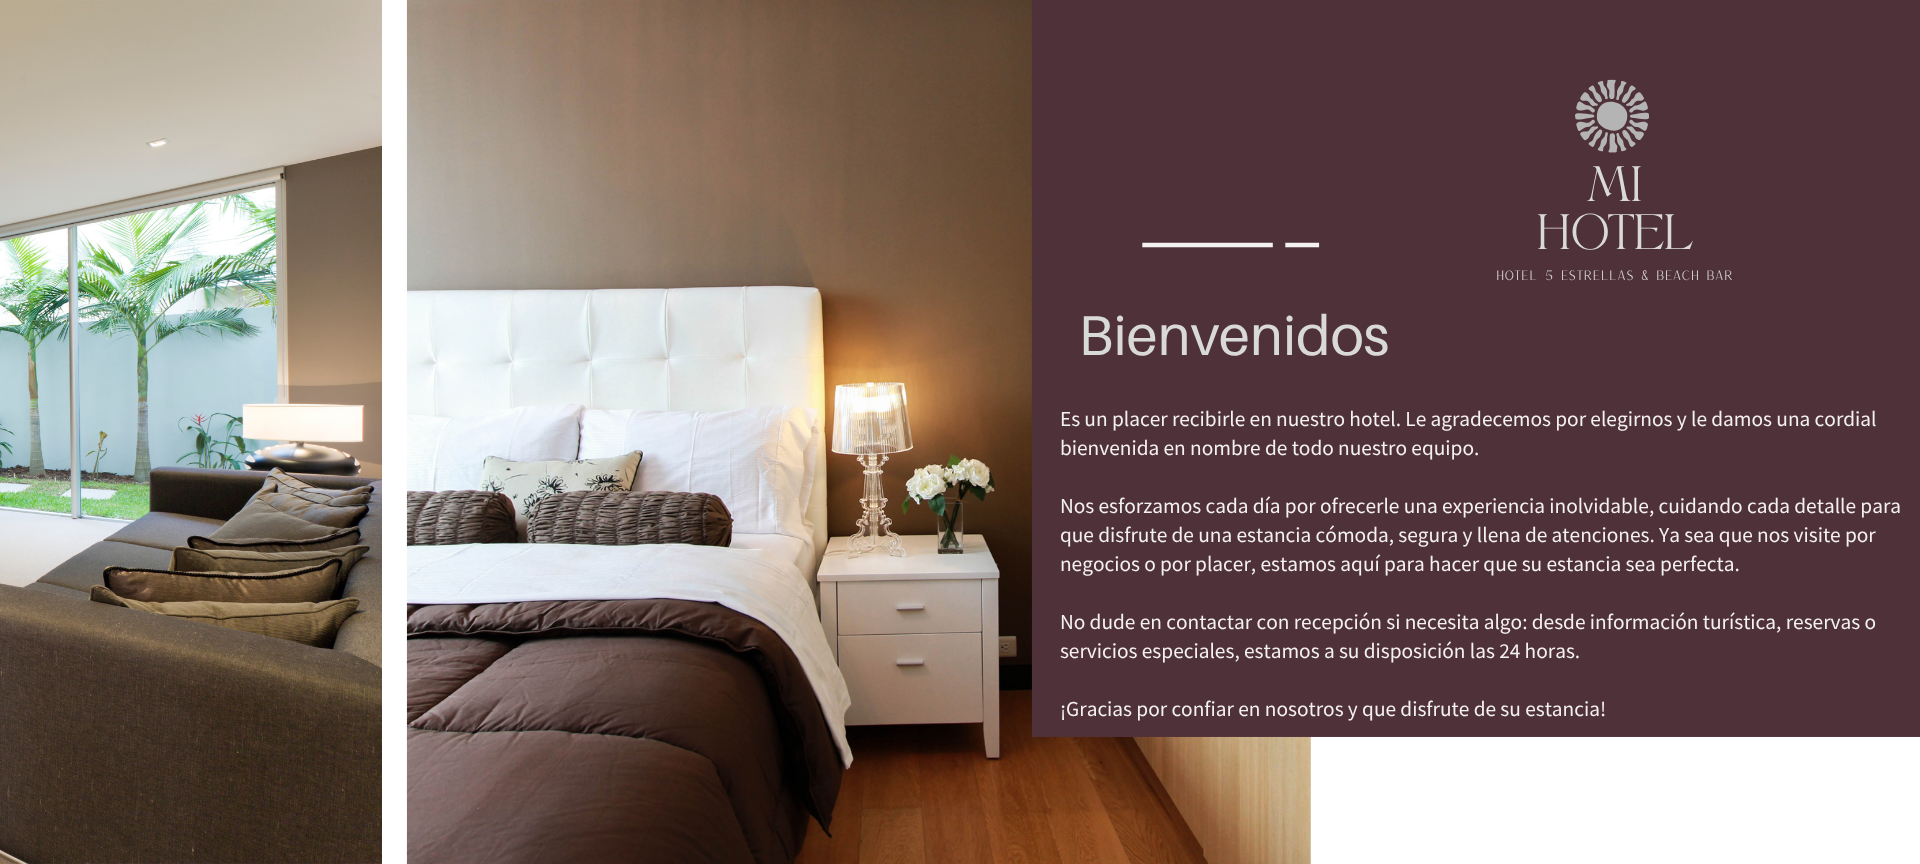 MI
HOTEL
HOTEL 5 ESTRELLAS & BEACH BAR
Bienvenidos
Es un placer recibirle en nuestro hotel. Le agradecemos por elegirnos y le damos una cordial
bienvenida en nombre de todo nuestro equipo.
Nos esforzamos cada día por ofrecerle una experiencia inolvidable, cuidando cada detalle para
que disfrute de una estancia cómoda, segura y llena de atenciones. Ya sea que nos visite por
negocios o por placer, estamos aquí para hacer que su estancia sea perfecta.
No dude en contactar con recepción si necesita algo: desde información turística, reservas o
servicios especiales, estamos a su disposición las 24 horas.
¡Gracias por confiar en nosotros y que disfrute de su estancia!